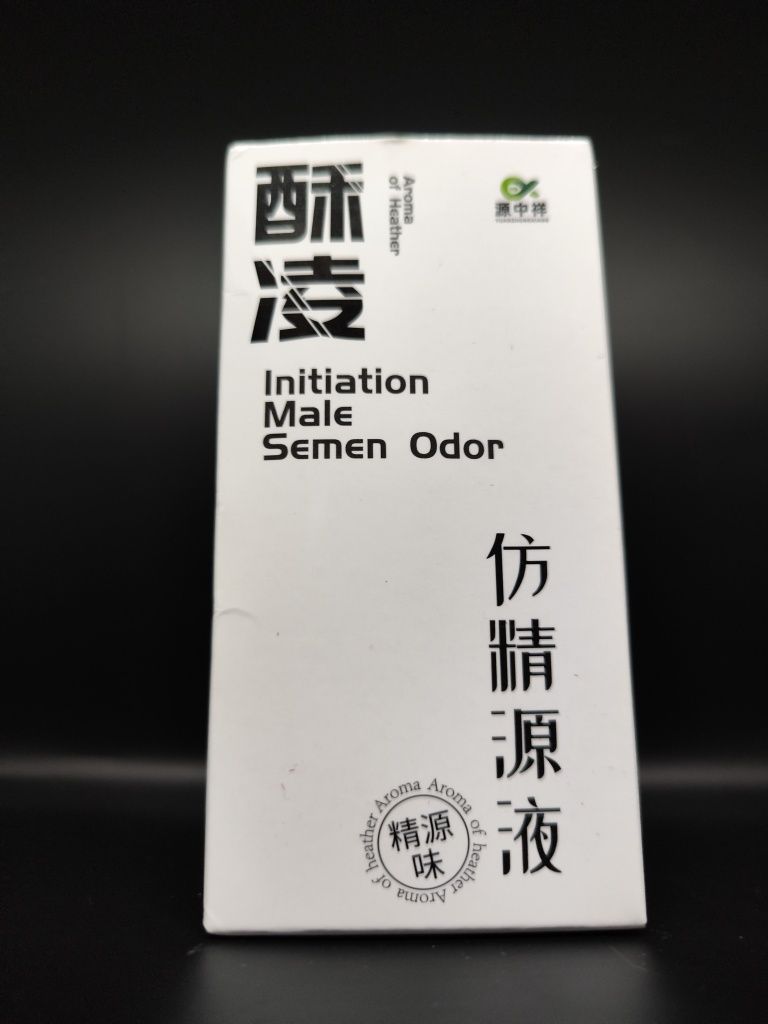 酥凌
Aroma
of Heather
源中祥
YUANZHONGXIANG
Initiation
Male
Semen Odor
仿精源液
Aroma of heather Aroma of heather Aroma
精源
味